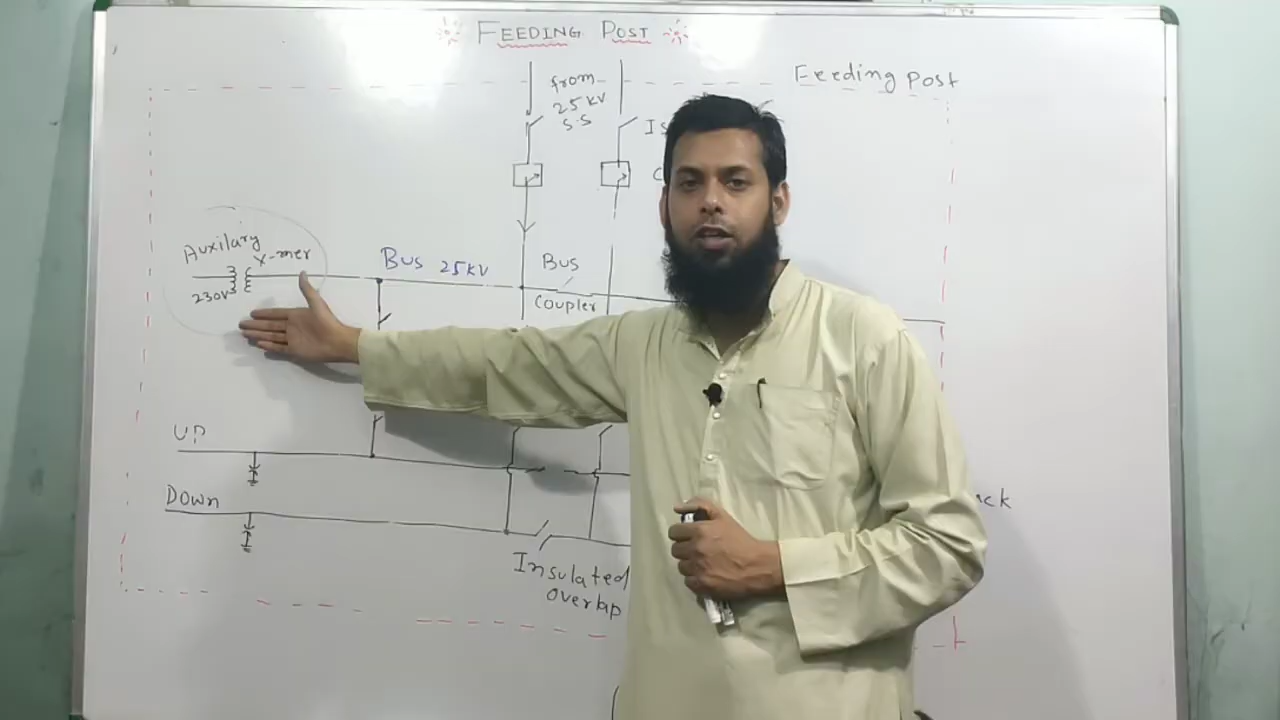 FEEDING POST
Feeding post
from
25 KV
S.S
Auxilary
X-mer
230V
Bus 25KV
Bus
Coupler
UP
Down
Insulated
overlap